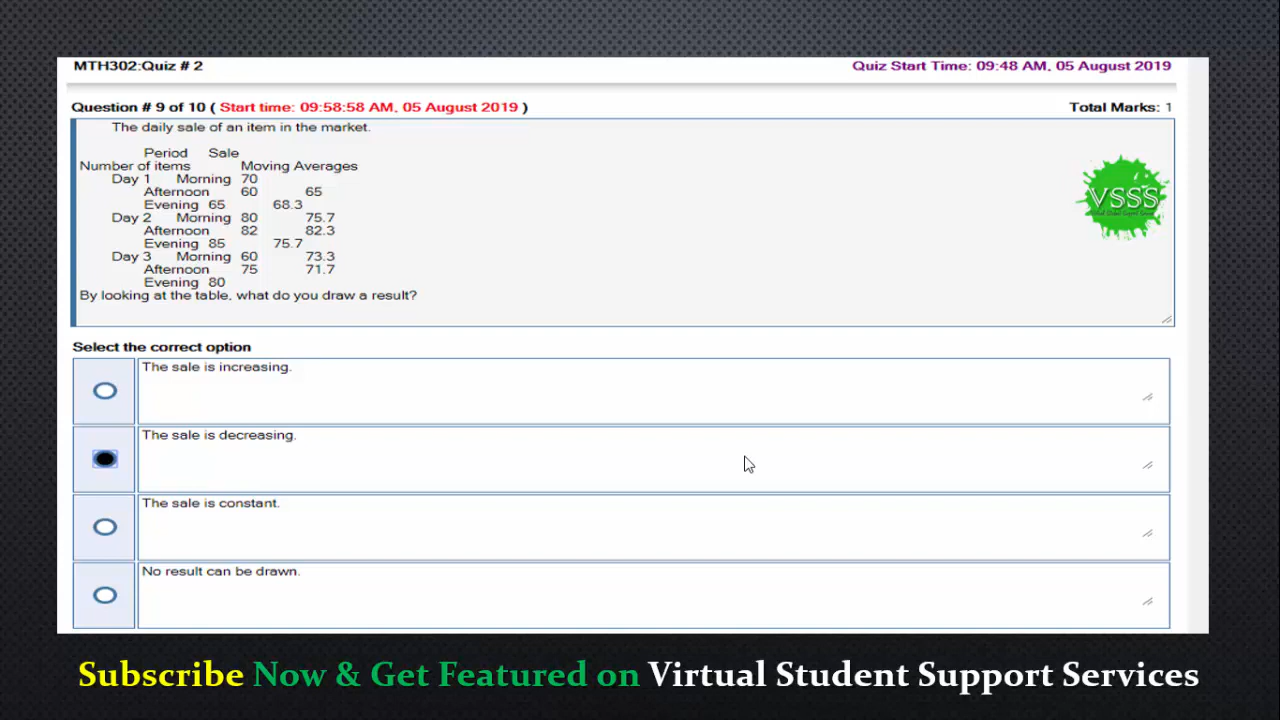 MTH302:Quiz # 2
Quiz Start Time: 09:48 AM, 05 August 2019
Question # 9 of 10 ( Start time: 09:58:58 AM, 05 August 2019 )
Total Marks: 1
The daily sale of an item in the market.
Period Sale
Number of items Moving Averages
Day 1 Morning 70
Afternoon 60 65
Evening 65 68.3
Day 2 Morning 80 75.7
Afternoon 82 82.3
Evening 85 75.7
Day 3 Morning 60 73.3
Afternoon 75 71.7
Evening 80
By looking at the table, what do you draw a result?
VSSS
Select the correct option
The sale is increasing.
The sale is decreasing.
The sale is constant.
No result can be drawn.
Subscribe Now & Get Featured on Virtual Student Support Services